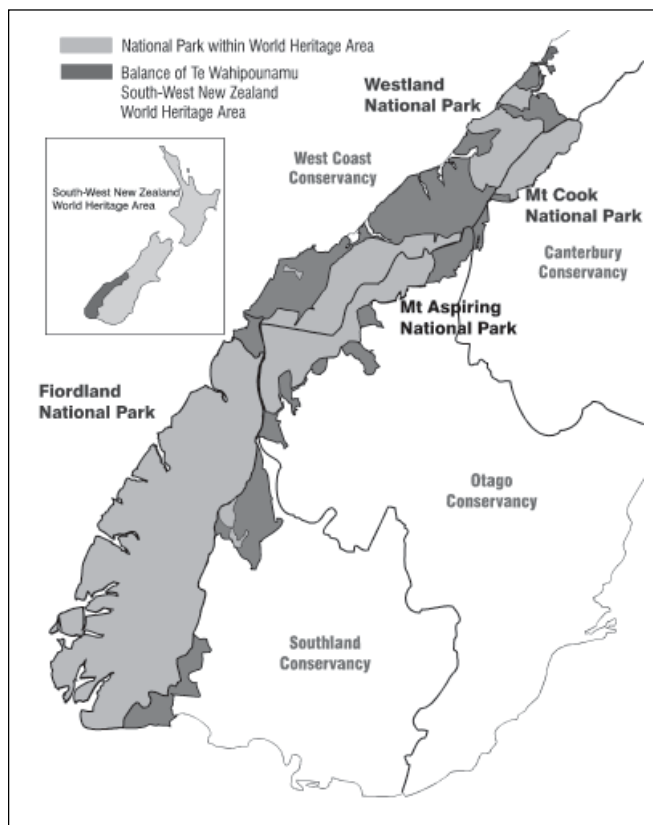 National Park within World Heritage Area
Balance of Te Wahipounamu
South-West New Zealand
World Heritage Area
Westland
National Park
West Coast
Conservancy
South-West New Zealand
World Heritage Area
Mt Cook
National Park
Canterbury
Conservancy
Mt Aspiring
National Park
Fiordland
National Park
Otago
Conservancy
Southland
Conservancy